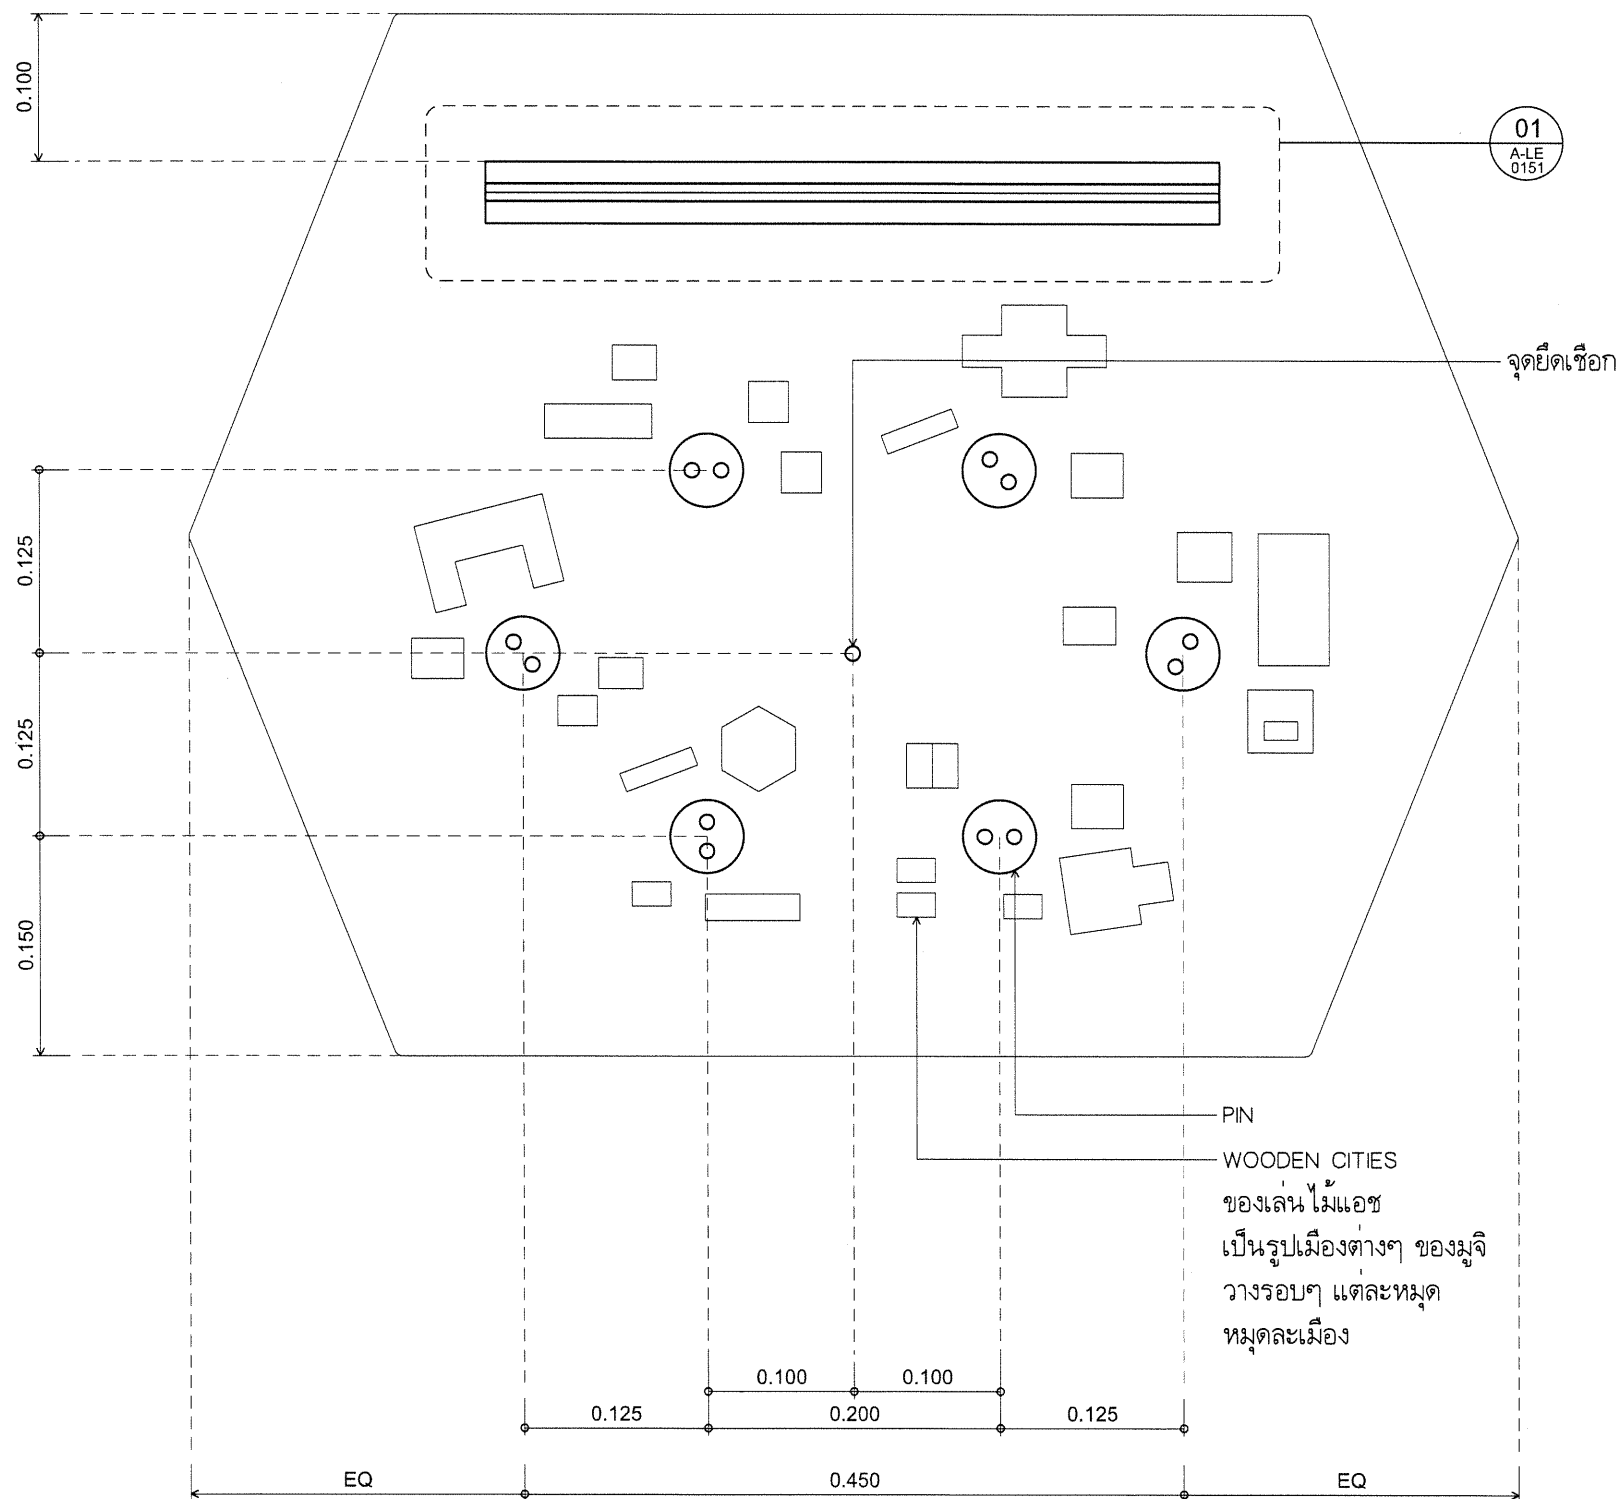 0.100
01
A-LE
0151
จุดยึดเชือก
0.125
0.125
0.150
PIN
WOODEN CITIES
ของเล่นไม้แอช
เป็นรูปเมืองต่างๆ ของมูจิ
วางรอบๆ แต่ละหมุด
หมุดละเมือง
0.100 0.100
0.125 0.200 0.125
EQ 0.450 EQ